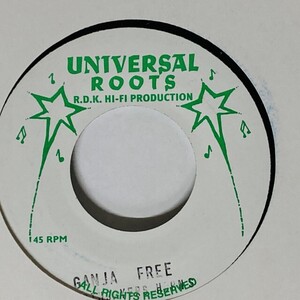 UNIVERSAL
ROOTS
R.D.K. HI-FI PRODUCTION
45 RPM
GANJA FREE
ALL RIGHTS RESERVED